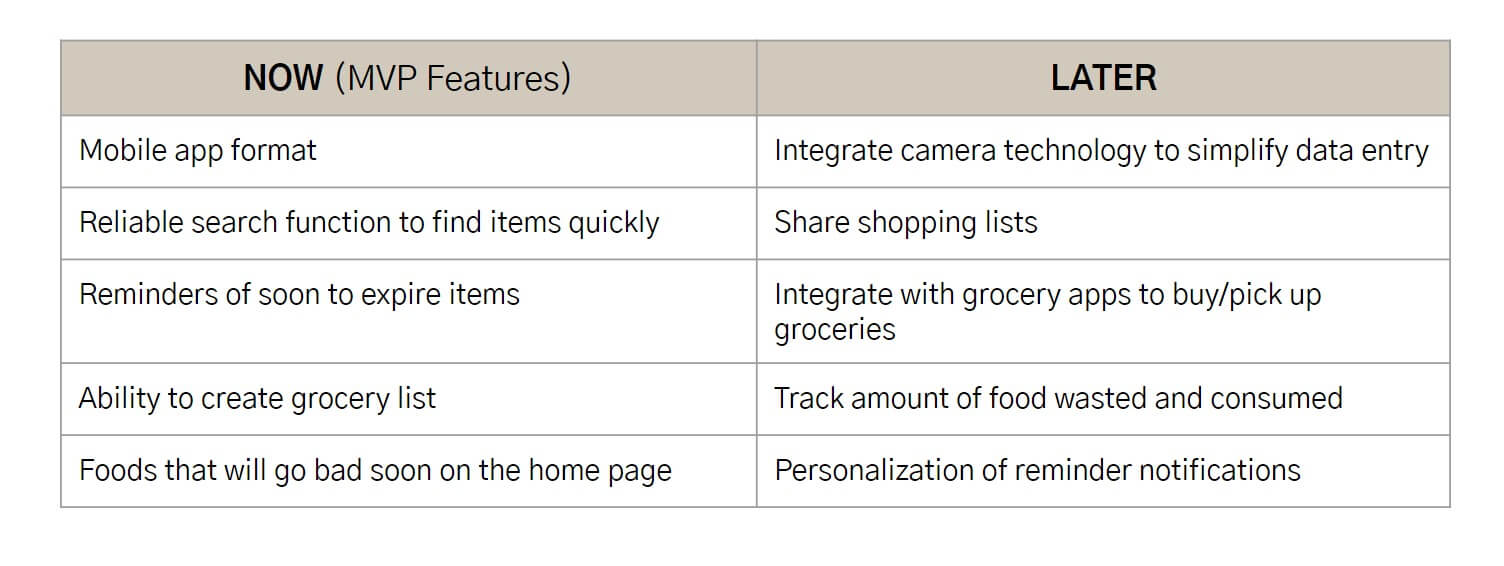 NOW (MVP Features)
LATER
Mobile app format
Integrate camera technology to simplify data entry
Reliable search function to find items quickly
Share shopping lists
Reminders of soon to expire items
Integrate with grocery apps to buy/pick up
groceries
Ability to create grocery list
Track amount of food wasted and consumed
Foods that will go bad soon on the home page
Personalization of reminder notifications